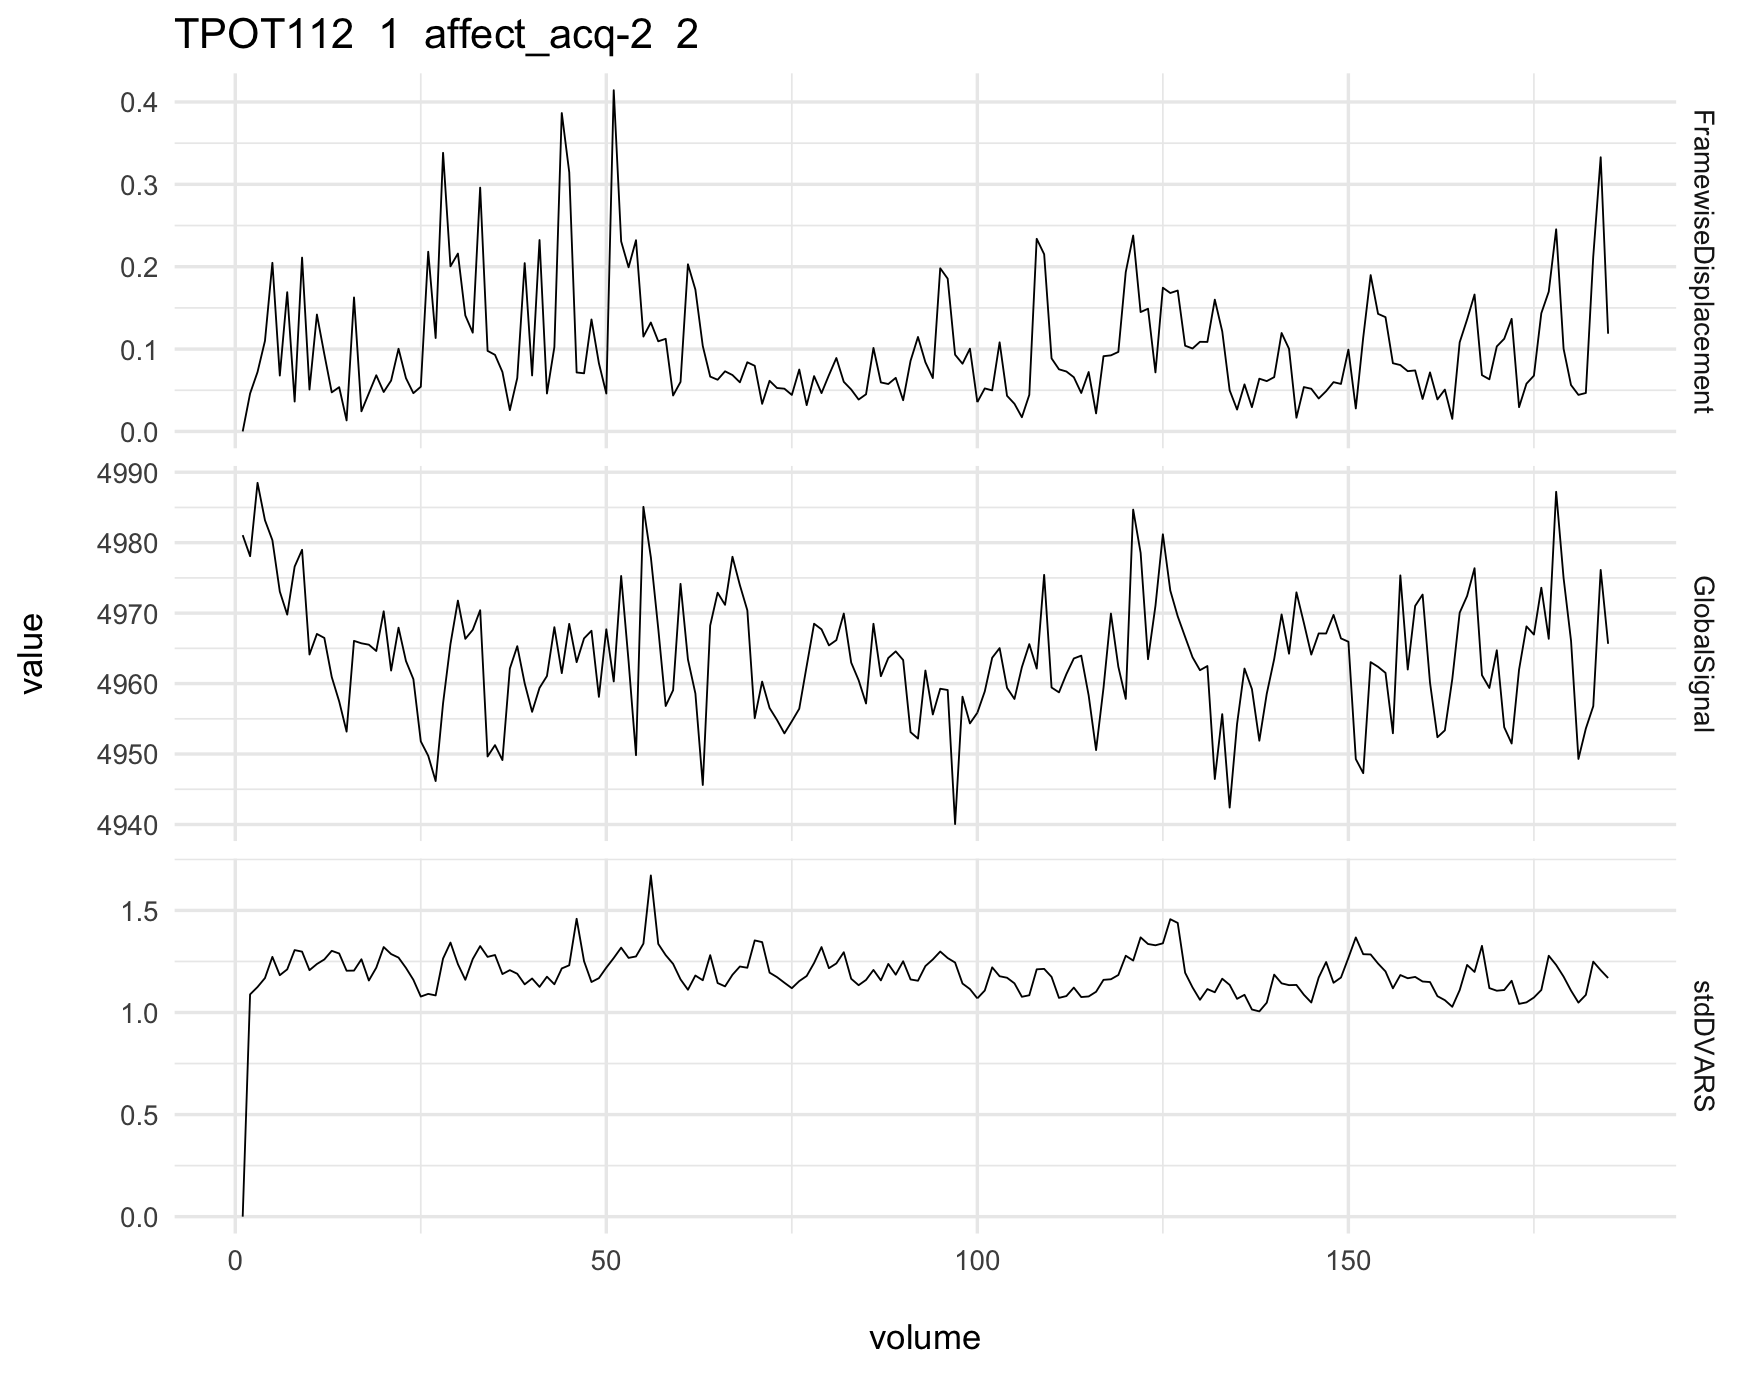 TPOT112 1 affect_acq-2 2
0.4
0.3
0.2
0.1
0.0
FramewiseDisplacement
4990
4980
4970
4960
4950
4940
GlobalSignal
1.5
1.0
0.5
0.0
stdDVARS
value
0 50 100 150
volume